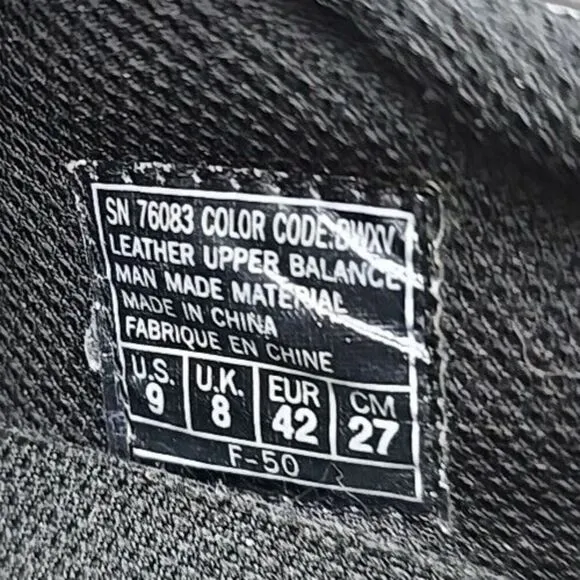 SN 76083 COLOR CODE:BWXV
LEATHER UPPER BALANCE
MAN MADE MATERIAL
MADE IN CHINA
FABRIQUE EN CHINE
U.S. U.K. EUR CM
9 8 42 27
F-50